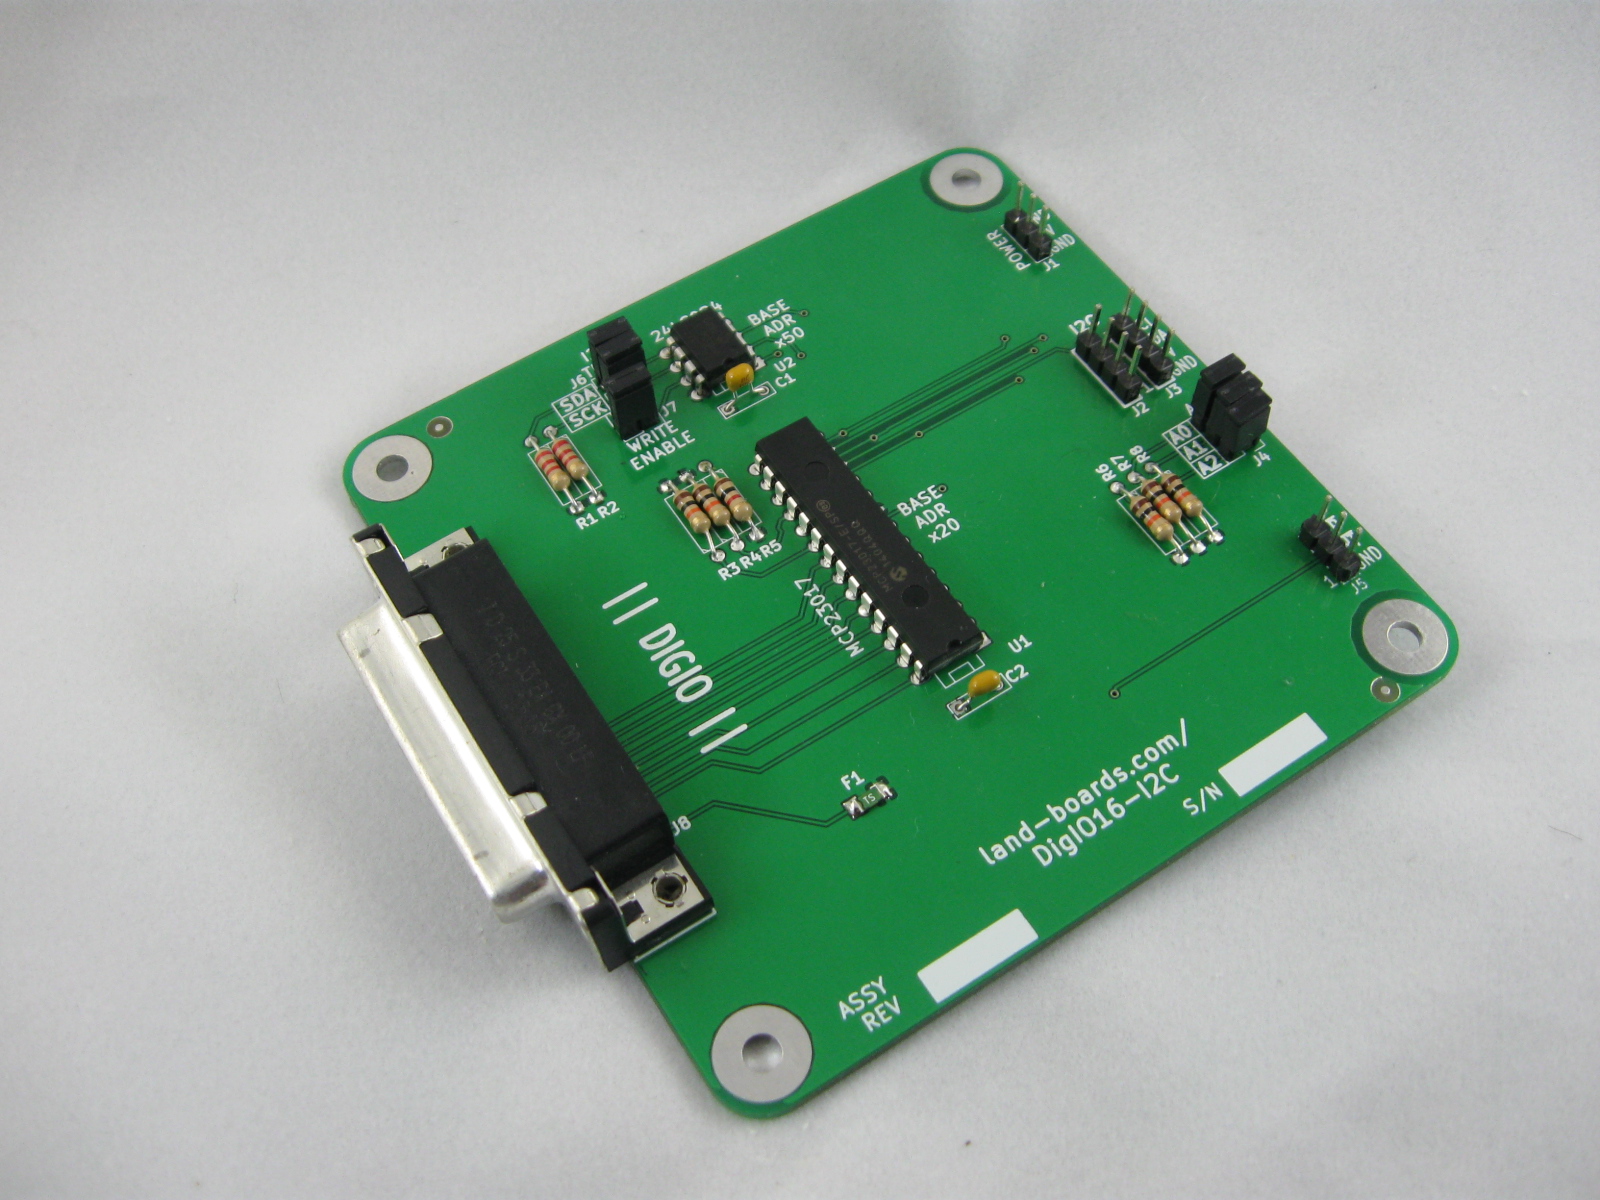 POWER
GND
J1
BASE
ADR
x50
U2
C1
J6
SDA
SCK
J7
WRITE
ENABLE
R1 R2
J2
J3
GND
A0
A1
A2
J4
R6
R7
R8
BASE
ADR
x20
R3 R4 R5
MCP23017
MCP23017-E/SP
U1
C2
J5
|| DIGIO ||
F1
J8
land-boards.com/
DigIO16-I2C
S/N
ASSY
REV